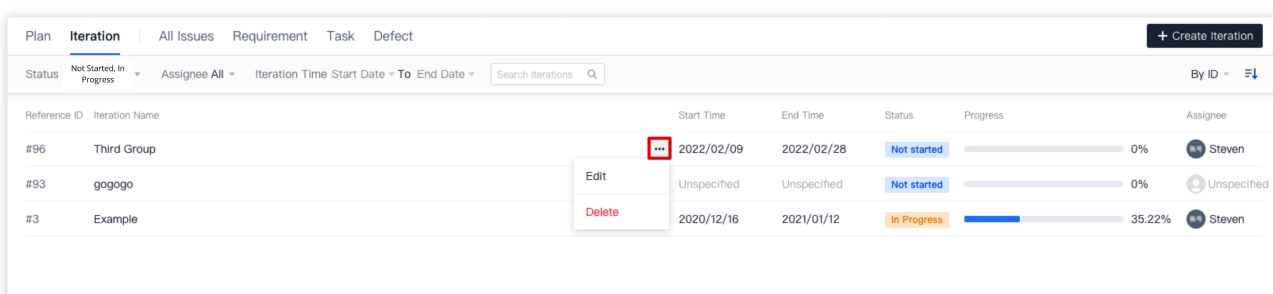 Plan Iteration All Issues Requirement Task Defect + Create Iteration
Status Not Started, In Progress Assignee All Iteration Time Start Date To End Date Search Iterations By ID
Reference ID Iteration Name Start Time End Time Status Progress Assignee
#96 Third Group ••• 2022/02/09 2022/02/28 Not started 0% Steven
Edit
#93 gogogo Unspecified Unspecified Not started 0% Unspecified
Delete
#3 Example 2020/12/16 2021/01/12 In Progress 35.22% Steven